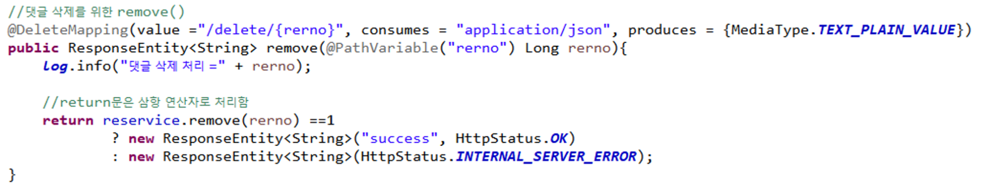 //댓글 삭제를 위한 remove()
@DeleteMapping(value ="/delete/{rerno}", consumes = "application/json", produces = {MediaType.TEXT_PLAIN_VALUE})
public ResponseEntity<String> remove(@PathVariable("rerno") Long rerno){
    log.info("댓글 삭제 처리 =" + rerno);
    //return문은 삼항 연산자로 처리함
    return reservice.remove(rerno) ==1
            ? new ResponseEntity<String>("success", HttpStatus.OK)
            : new ResponseEntity<String>(HttpStatus.INTERNAL_SERVER_ERROR);
}